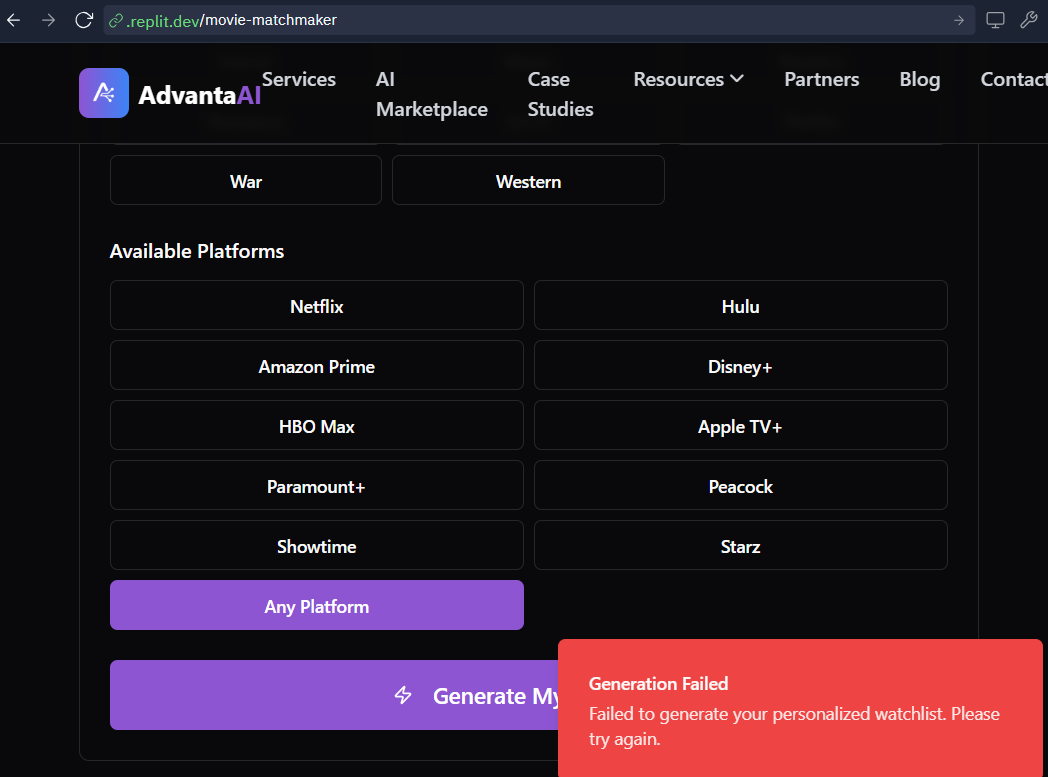 .replit.dev/movie-matchmaker
AdvantaAI
Services
AI
Marketplace
Case
Studies
Resources
Partners
Blog
Contact
War
Western
Available Platforms
Netflix
Hulu
Amazon Prime
Disney+
HBO Max
Apple TV+
Paramount+
Peacock
Showtime
Starz
Any Platform
Generate My
Generation Failed
Failed to generate your personalized watchlist. Please
try again.